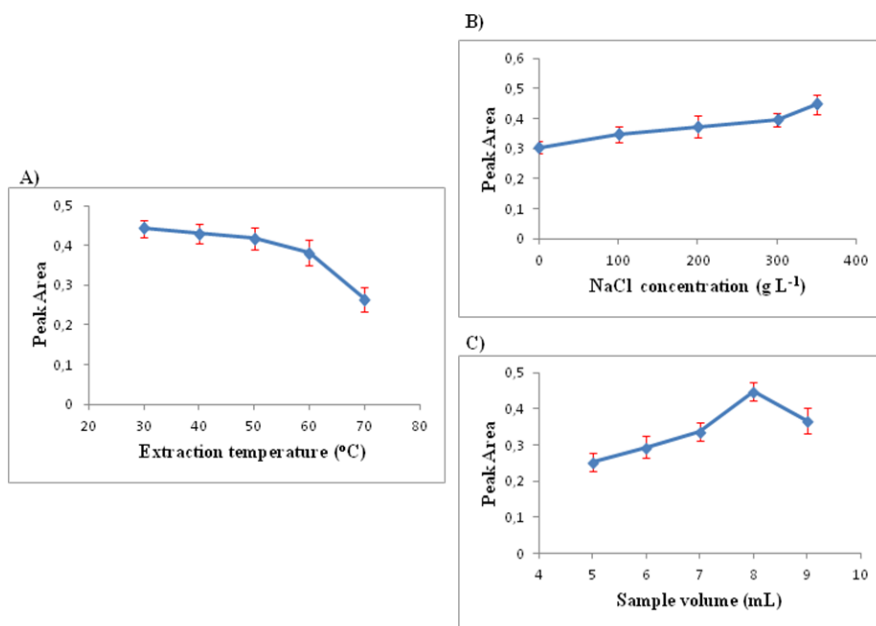 A)
0,5
0,4
0,3
0,2
0,1
0
Peak Area
20 30 40 50 60 70 80
Extraction temperature (°C)
B)
0,6
0,5
0,4
0,3
0,2
0,1
0
Peak Area
0 100 200 300 400
NaCl concentration (g L⁻¹)
C)
0,5
0,4
0,3
0,2
0,1
0
Peak Area
4 5 6 7 8 9 10
Sample volume (mL)